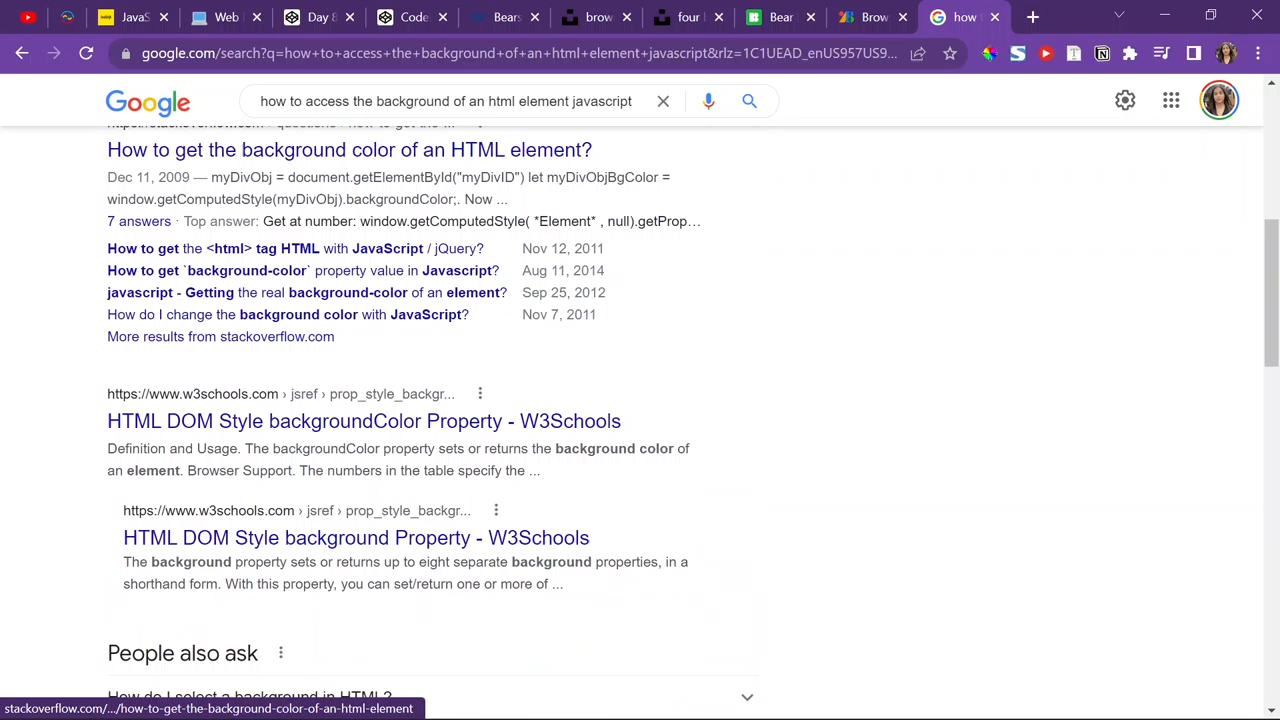 JavaS
Web
Day 8
Code
Bears
brow
four l
Bear
Brow
how t
google.com/search?q=how+to+access+the+background+of+an+html+element+javascript&rlz=1C1UEAD_enUS957US9...
Google
how to access the background of an html element javascript
How to get the background color of an HTML element?
Dec 11, 2009 — myDivObj = document.getElementById("myDivID") let myDivObjBgColor =
window.getComputedStyle(myDivObj).backgroundColor;. Now ...
7 answers · Top answer: Get at number: window.getComputedStyle( *Element* , null).getProp…
How to get the <html> tag HTML with JavaScript / jQuery? Nov 12, 2011
How to get `background-color` property value in Javascript? Aug 11, 2014
javascript - Getting the real background-color of an element? Sep 25, 2012
How do I change the background color with JavaScript? Nov 7, 2011
More results from stackoverflow.com
https://www.w3schools.com › jsref › prop_style_backgr...
HTML DOM Style backgroundColor Property - W3Schools
Definition and Usage. The backgroundColor property sets or returns the background color of
an element. Browser Support. The numbers in the table specify the ...
https://www.w3schools.com › jsref › prop_style_backgr...
HTML DOM Style background Property - W3Schools
The background property sets or returns up to eight separate background properties, in a
shorthand form. With this property, you can set/return one or more of ...
People also ask
How do I select a background in HTML?
stackoverflow.com/.../how-to-get-the-background-color-of-an-html-element